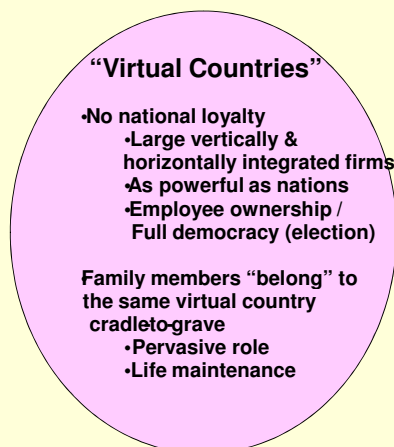 “Virtual Countries”
•No national loyalty
•Large vertically &
horizontally integrated firms
•As powerful as nations
•Employee ownership /
Full democracy (election)
•Family members “belong” to
the same virtual country
cradle-to-grave
•Pervasive role
•Life maintenance